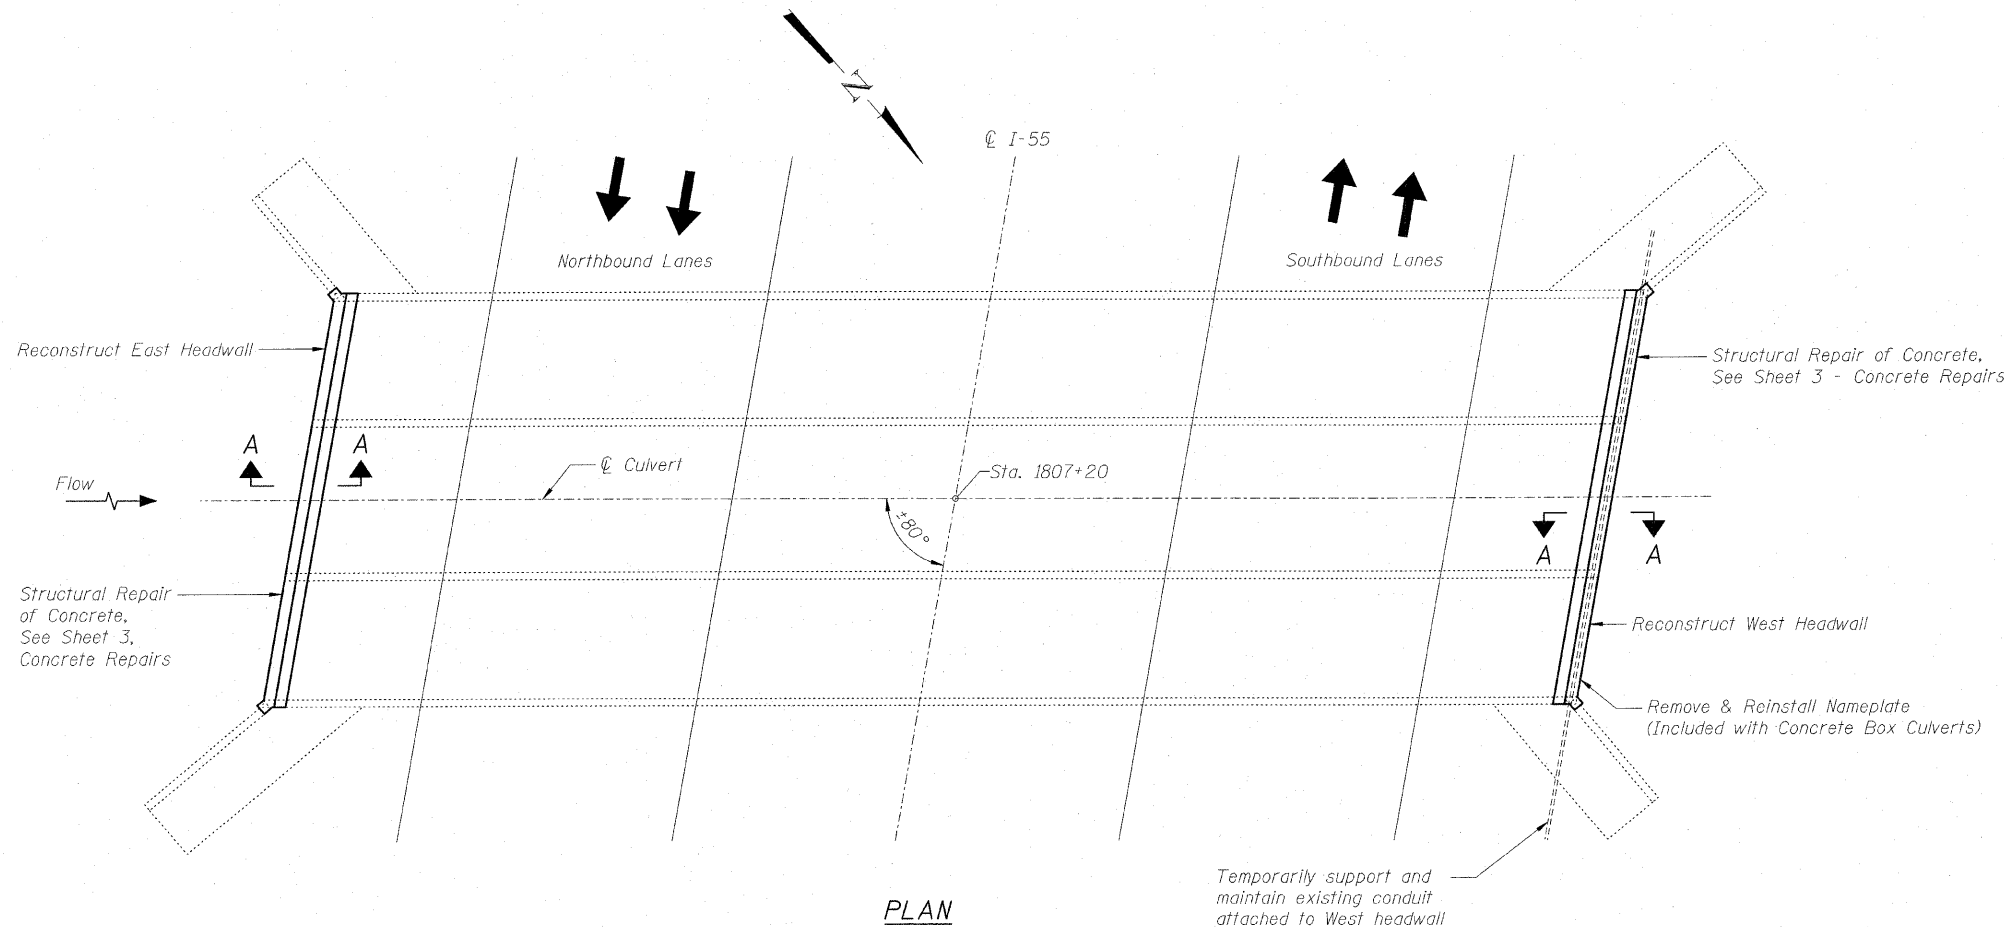 N
℄ I-55
Northbound Lanes
Southbound Lanes
Reconstruct East Headwall
Structural Repair of Concrete,
See Sheet 3 - Concrete Repairs
A
A
℄ Culvert
Sta. 1807+20
Flow
±80°
A
A
Structural Repair
of Concrete,
See Sheet 3,
Concrete Repairs
Reconstruct West Headwall
Remove & Reinstall Nameplate
(Included with Concrete Box Culverts)
Temporarily support and
maintain existing conduit
attached to West headwall
PLAN